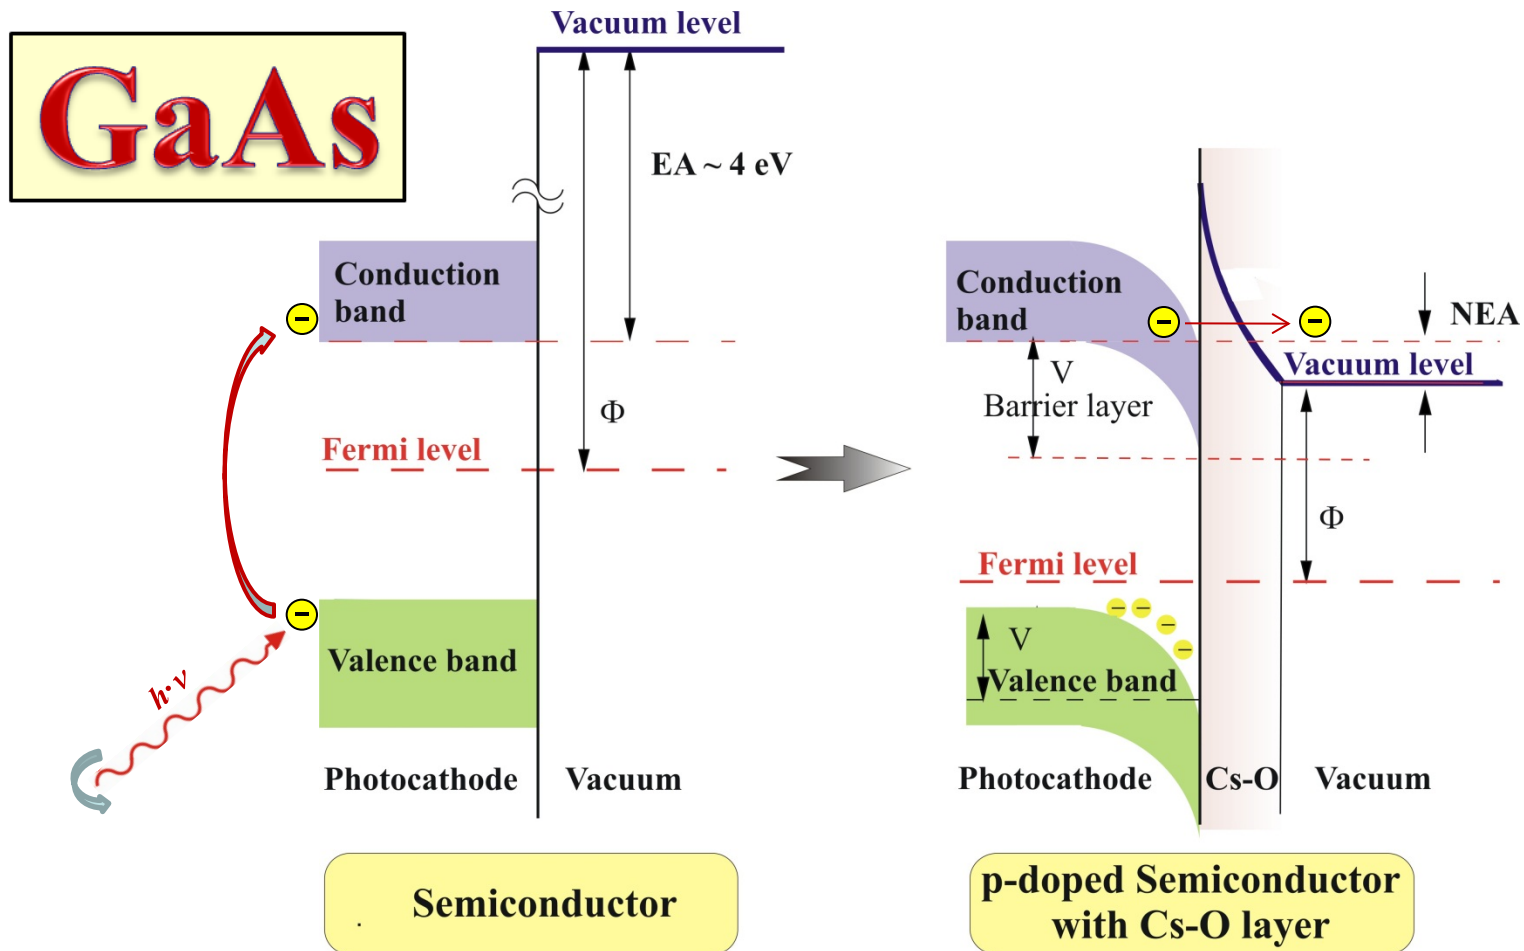 GaAs
Vacuum level
EA ~ 4 eV
Conduction
band
Φ
Fermi level
h·ν
Valence band
Photocathode
Vacuum
Semiconductor
Conduction
band
NEA
V
Barrier layer
Vacuum level
Φ
Fermi level
V
Valence band
Photocathode
Cs-O
Vacuum
p-doped Semiconductor
with Cs-O layer